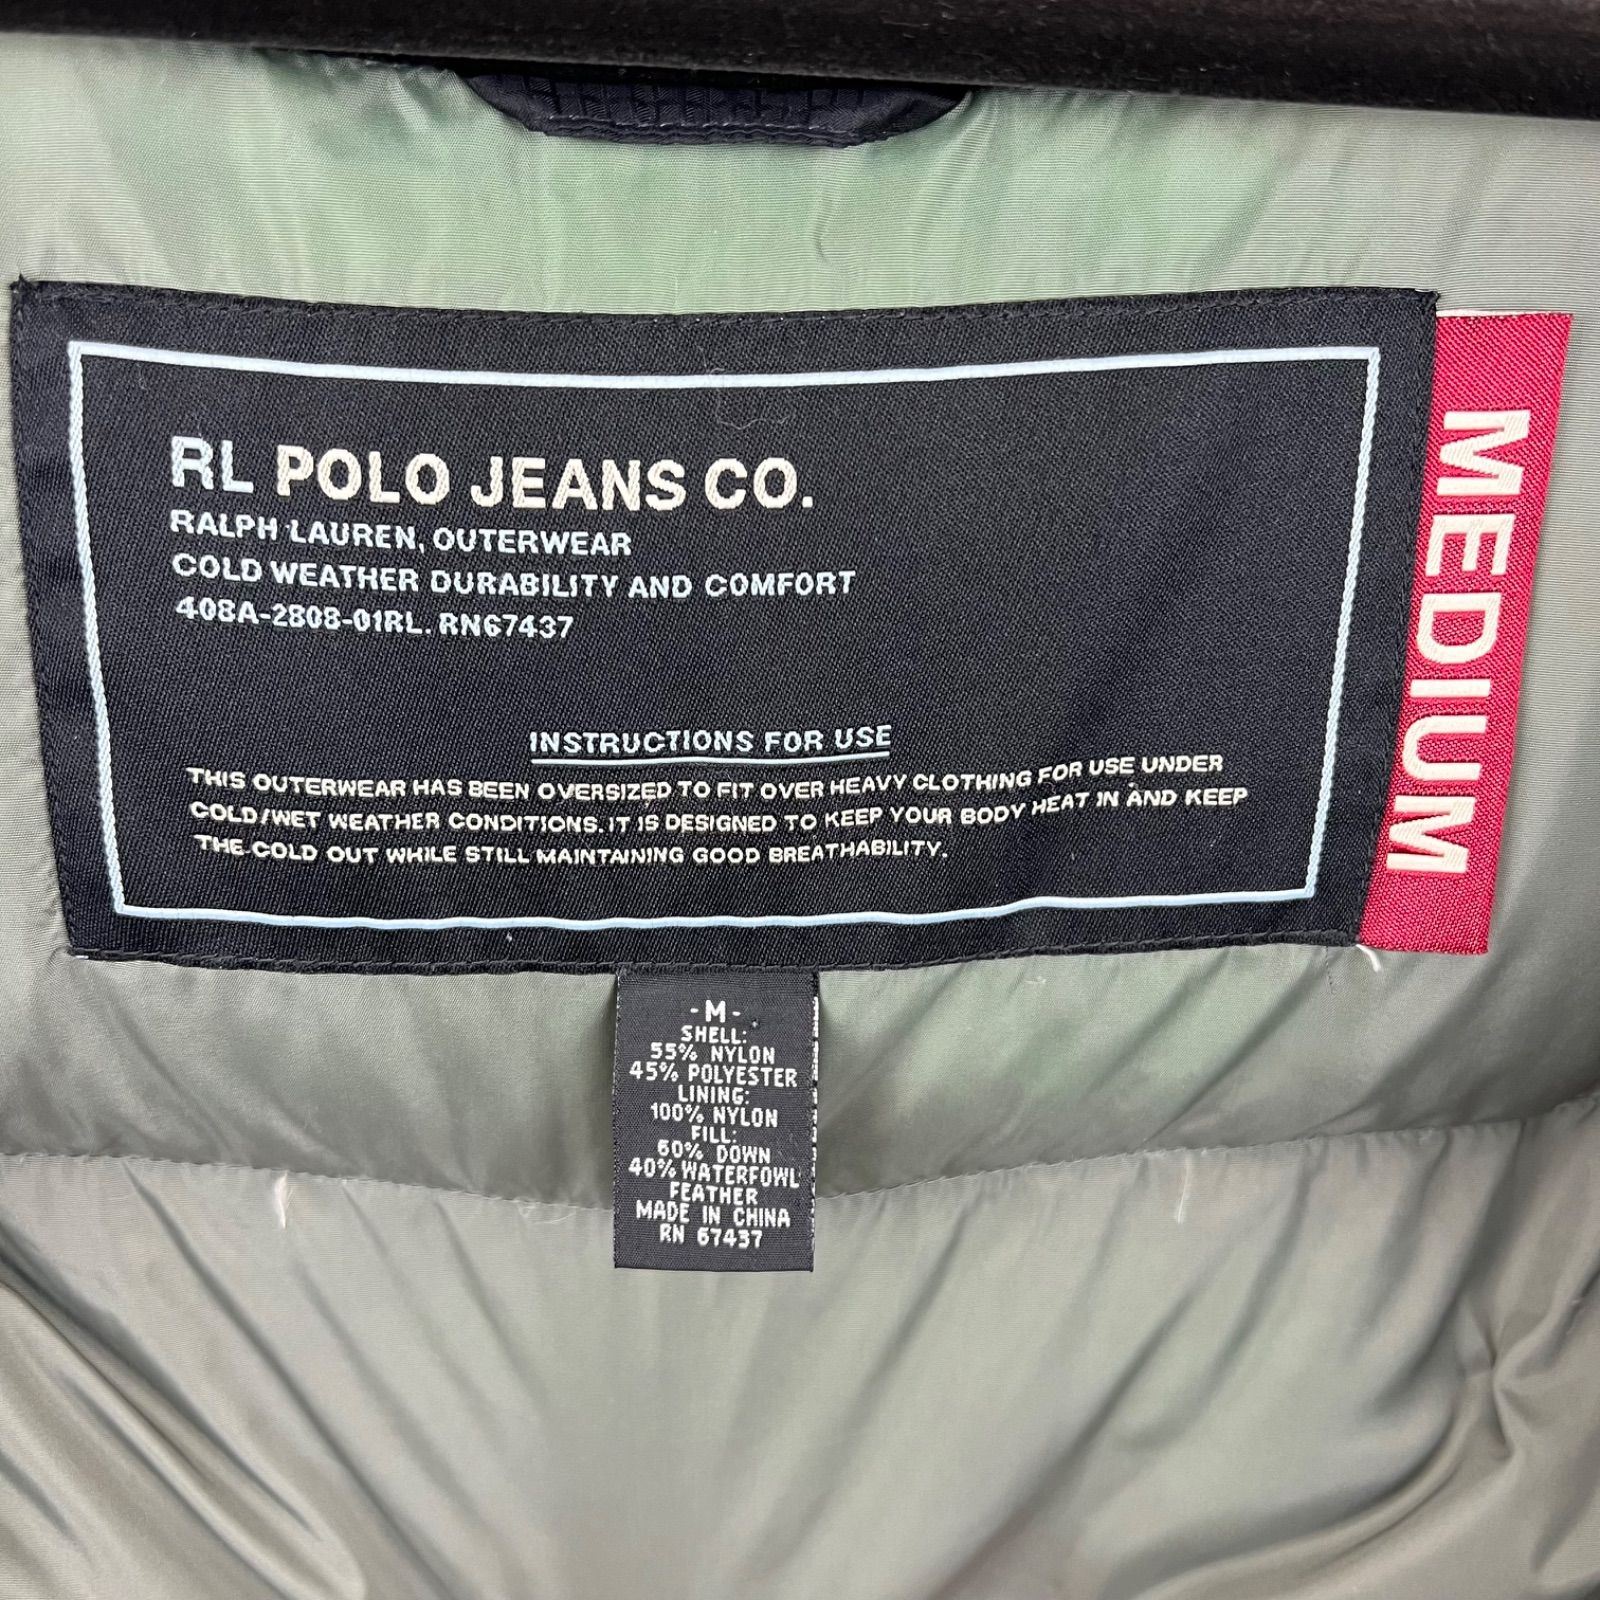 RL POLO JEANS CO.
RALPH LAUREN, OUTERWEAR
COLD WEATHER DURABILITY AND COMFORT
408A-2808-01RL. RN67437
INSTRUCTIONS FOR USE
THIS OUTERWEAR HAS BEEN OVERSIZED TO FIT OVER HEAVY CLOTHING FOR USE UNDER
COLD/WET WEATHER CONDITIONS. IT IS DESIGNED TO KEEP YOUR BODY HEAT IN AND KEEP
THE COLD OUT WHILE STILL MAINTAINING GOOD BREATHABILITY.
MEDIUM
-M-
SHELL:
55% NYLON
45% POLYESTER
LINING:
100% NYLON
FILL:
60% DOWN
40% WATERFOWL
FEATHER
MADE IN CHINA
RN 67437